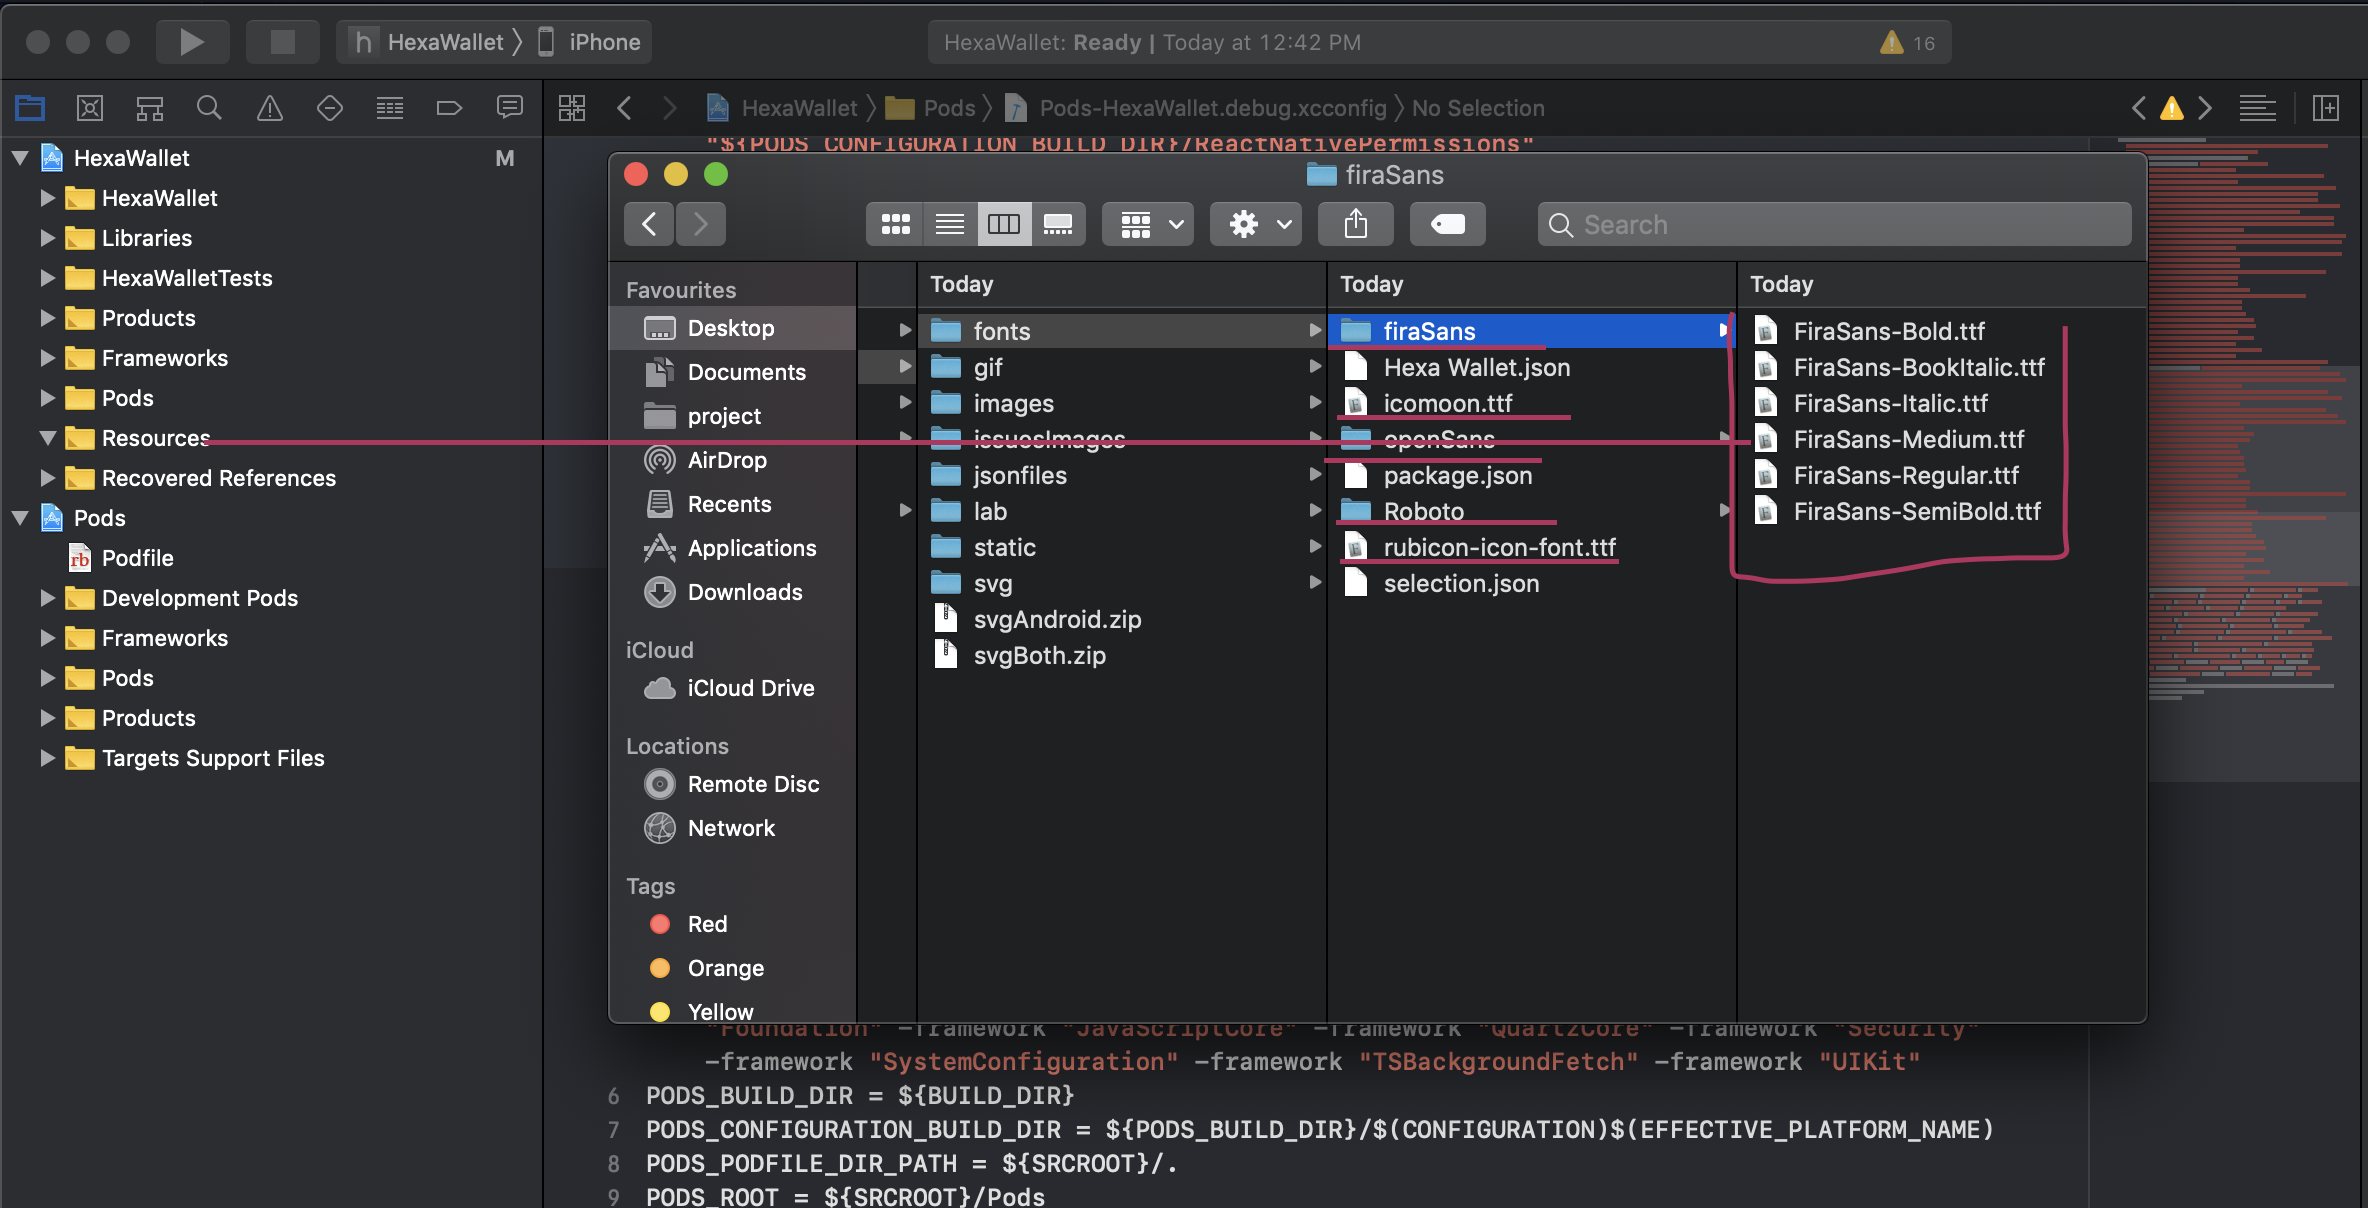 HexaWallet 〉 iPhone
HexaWallet: Ready | Today at 12:42 PM
16
HexaWallet 〉 Pods 〉 Pods-HexaWallet.debug.xcconfig 〉 No Selection
HexaWallet M
HexaWallet
Libraries
HexaWalletTests
Products
Frameworks
Pods
Resources
Recovered References
Pods
Podfile
Development Pods
Frameworks
Pods
Products
Targets Support Files
"${PODS_CONFIGURATION_BUILD_DIR}/ReactNativePermissions"
firaSans
Search
Favourites
Desktop
Documents
project
AirDrop
Recents
Applications
Downloads
iCloud
iCloud Drive
Locations
Remote Disc
Network
Tags
Red
Orange
Yellow
Today
fonts
gif
images
issuesImages
jsonfiles
lab
static
svg
svgAndroid.zip
svgBoth.zip
Today
firaSans
Hexa Wallet.json
icomoon.ttf
openSans
package.json
Roboto
rubicon-icon-font.ttf
selection.json
Today
FiraSans-Bold.ttf
FiraSans-BookItalic.ttf
FiraSans-Italic.ttf
FiraSans-Medium.ttf
FiraSans-Regular.ttf
FiraSans-SemiBold.ttf
"Foundation" -framework "JavaScriptCore" -framework "QuartzCore" -framework "Security"
-framework "SystemConfiguration" -framework "TSBackgroundFetch" -framework "UIKit"
6 PODS_BUILD_DIR = ${BUILD_DIR}
7 PODS_CONFIGURATION_BUILD_DIR = ${PODS_BUILD_DIR}/$(CONFIGURATION)$(EFFECTIVE_PLATFORM_NAME)
8 PODS_PODFILE_DIR_PATH = ${SRCROOT}/.
9 PODS_ROOT = ${SRCROOT}/Pods